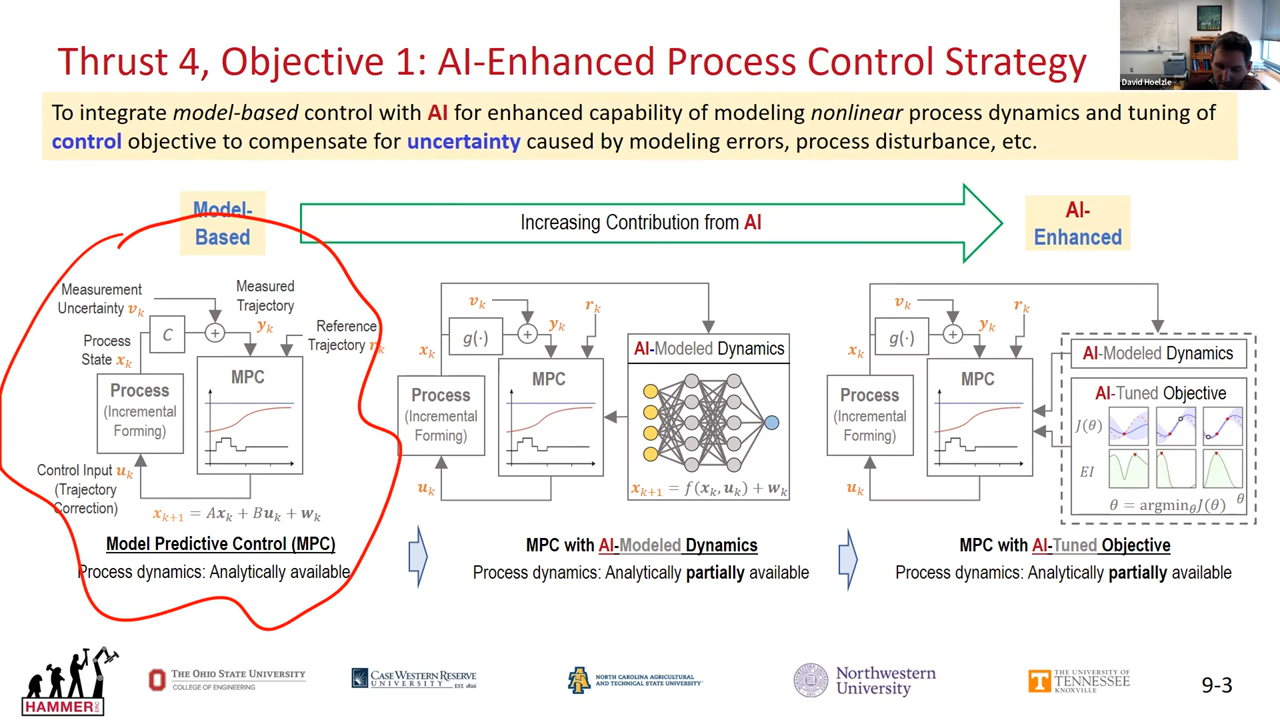 Thrust 4, Objective 1: AI-Enhanced Process Control Strategy
David Hoelzle
To integrate model-based control with AI for enhanced capability of modeling nonlinear process dynamics and tuning of
control objective to compensate for uncertainty caused by modeling errors, process disturbance, etc.
Model-
Based
Increasing Contribution from AI
AI-
Enhanced
Measurement
Uncertainty vₖ
Measured
Trajectory
yₖ
Reference
Trajectory rₖ
C
+
Process
State xₖ
MPC
Process
(Incremental
Forming)
Control Input uₖ
(Trajectory
Correction)
xₖ₊₁ = Axₖ + Buₖ + wₖ
Model Predictive Control (MPC)
Process dynamics: Analytically available
vₖ
rₖ
g(·)
+
yₖ
xₖ
MPC
Process
(Incremental
Forming)
uₖ
AI-Modeled Dynamics
xₖ₊₁ = f(xₖ, uₖ) + wₖ
MPC with AI-Modeled Dynamics
Process dynamics: Analytically partially available
vₖ
rₖ
g(·)
+
yₖ
xₖ
MPC
Process
(Incremental
Forming)
uₖ
AI-Modeled Dynamics
AI-Tuned Objective
J(θ)
EI
θ
θ = argminθJ(θ)
MPC with AI-Tuned Objective
Process dynamics: Analytically partially available
HAMMER ERC
THE OHIO STATE UNIVERSITY
COLLEGE OF ENGINEERING
CASE WESTERN RESERVE
UNIVERSITY EST. 1826
NORTH CAROLINA AGRICULTURAL
AND TECHNICAL STATE UNIVERSITY
Northwestern
University
THE UNIVERSITY OF
TENNESSEE
KNOXVILLE
9-3